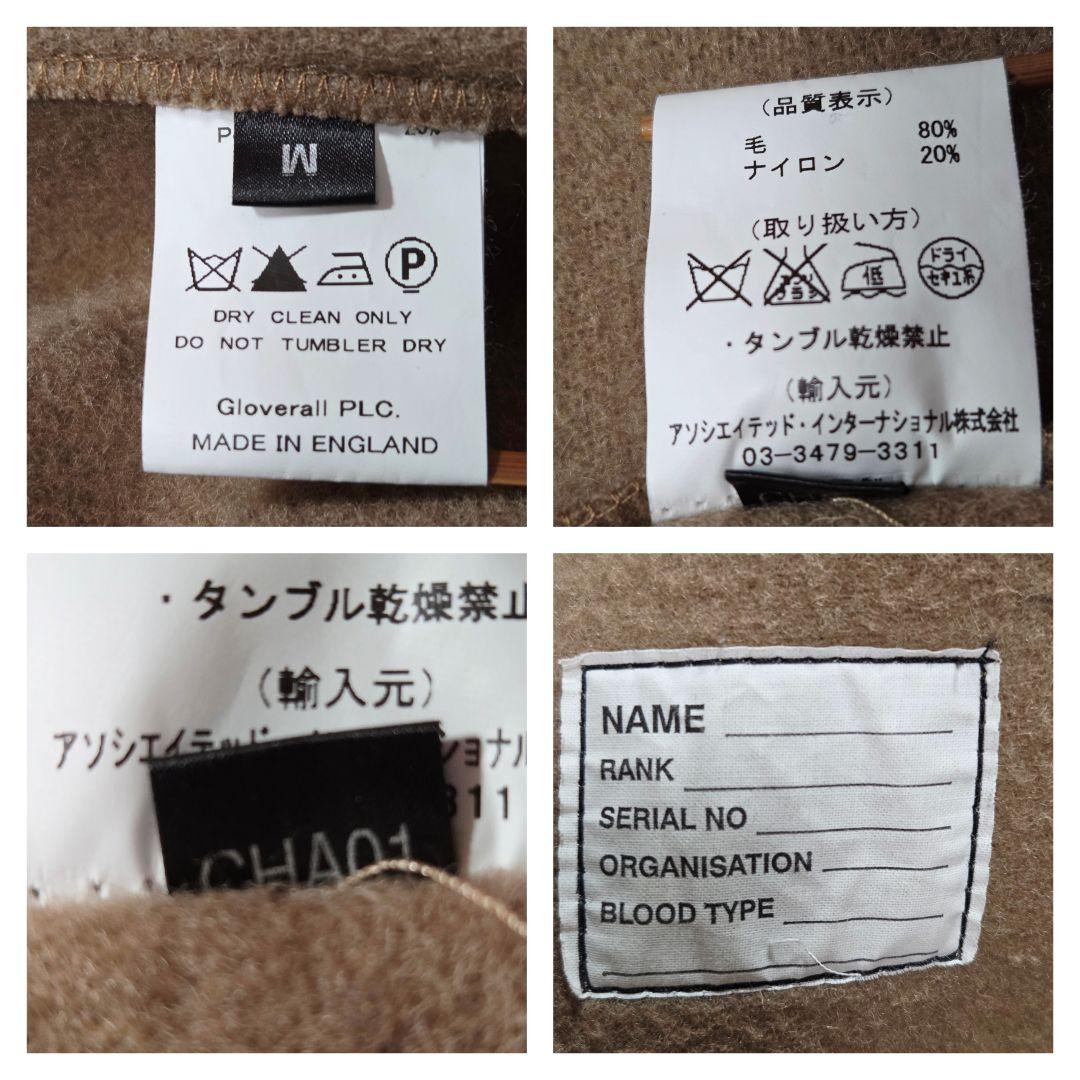 M
P
DRY CLEAN ONLY
DO NOT TUMBLER DRY
Gloverall PLC.
MADE IN ENGLAND
(品質表示)
毛 80%
ナイロン 20%
(取り扱い方)
低
ドライ
セキユ系
・タンブル乾燥禁止
(輸入元)
アソシエイテッド・インターナショナル株式会社
03-3479-3311
・タンブル乾燥禁止
(輸入元)
CHA01
NAME
RANK
SERIAL NO
ORGANISATION
BLOOD TYPE